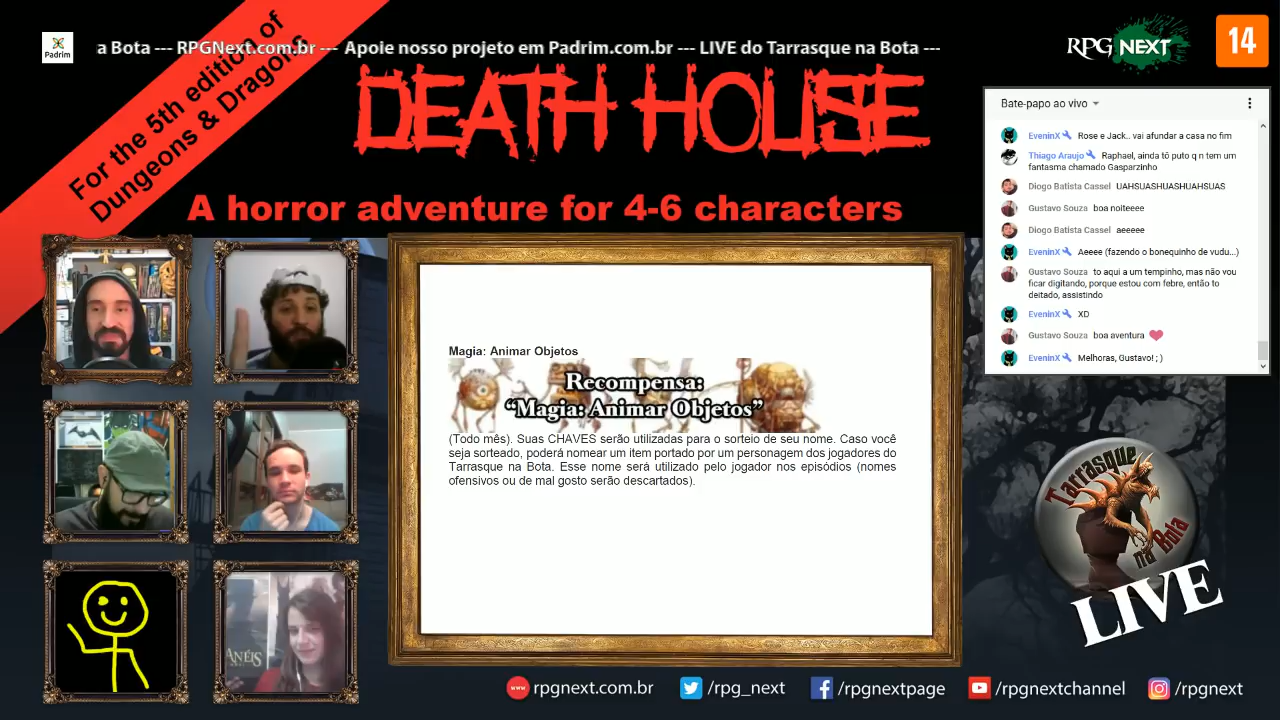 Padrim
a Bota --- RPGNext.com.br --- Apoie nosso projeto em Padrim.com.br --- LIVE do Tarrasque na Bota ---
RPG NEXT
14
For the 5th edition of
Dungeons & Dragons
DEATH HOUSE
A horror adventure for 4-6 characters
Bate-papo ao vivo
EveninX Rose e Jack.. vai afundar a casa no fim
Thiago Araujo Raphael, ainda tô puto q n tem um
fantasma chamado Gasparzinho
Diogo Batista Cassel UAHSUASHUASHUAHSUAS
Gustavo Souza boa noiteeee
Diogo Batista Cassel aeeeee
EveninX Aeeee (fazendo o bonequinho de vudu...)
Gustavo Souza to aqui a um tempinho, mas não vou
ficar digitando, porque estou com febre, então to
deitado, assistindo
EveninX XD
Gustavo Souza boa aventura
EveninX Melhoras, Gustavo! ; )
Magia: Animar Objetos
Recompensa:
“Magia: Animar Objetos”
(Todo mês). Suas CHAVES serão utilizadas para o sorteio de seu nome. Caso você
seja sorteado, poderá nomear um item portado por um personagem dos jogadores do
Tarrasque na Bota. Esse nome será utilizado pelo jogador nos episódios (nomes
ofensivos ou de mal gosto serão descartados).
ANÉIS
Tarrasque
na Bota
LIVE
www rpgnext.com.br
/rpg_next
/rpgnextpage
/rpgnextchannel
/rpgnext